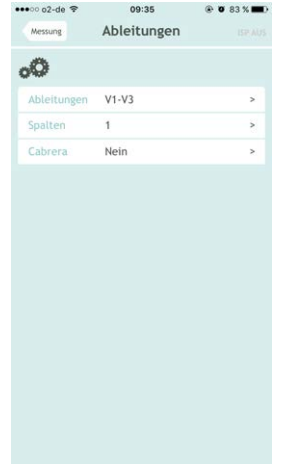 ●●●○○ o2-de 09:35 83 %
Messung Ableitungen ISP AUS
Ableitungen V1-V3 >
Spalten 1 >
Cabrera Nein >